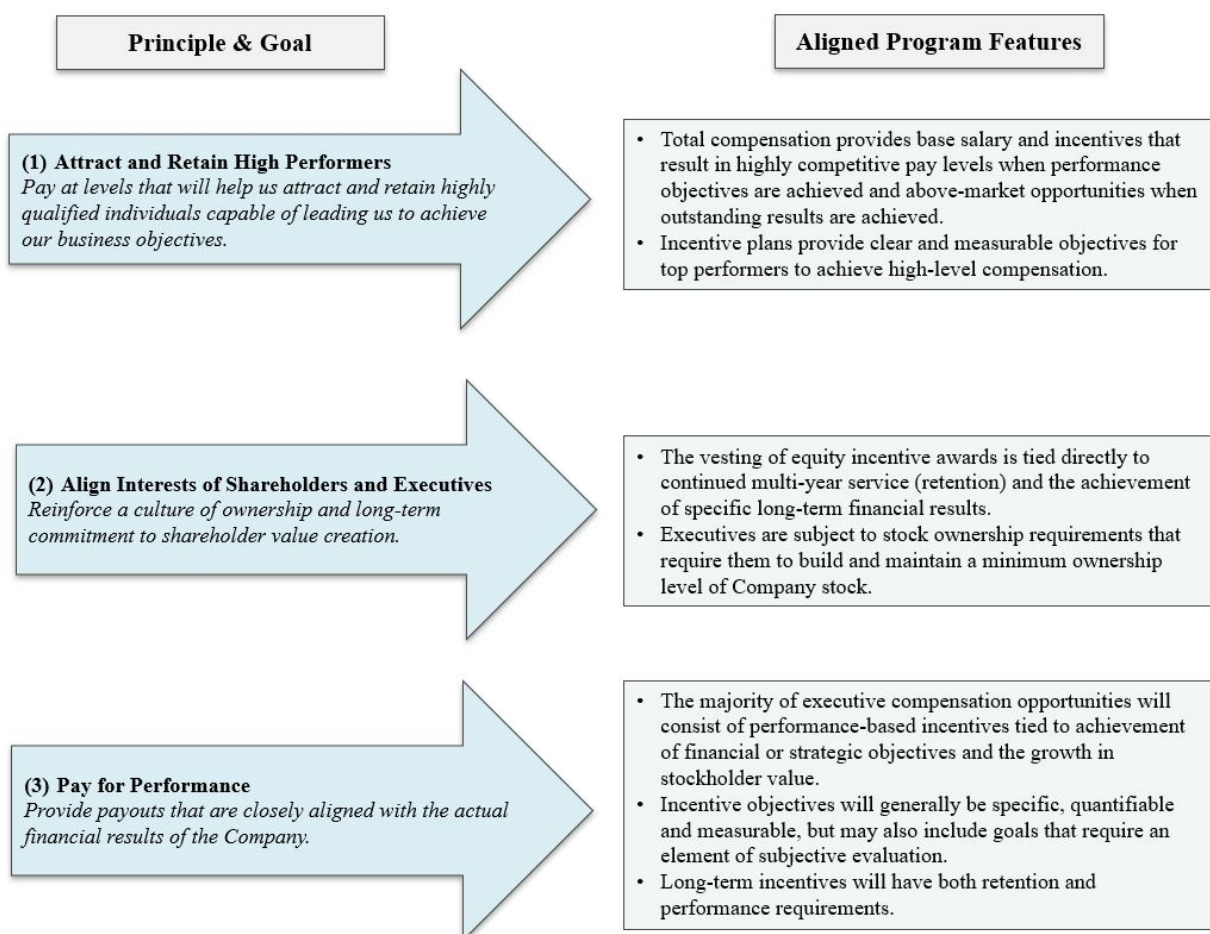 Principle & Goal
Aligned Program Features
(1) Attract and Retain High Performers
Pay at levels that will help us attract and retain highly
qualified individuals capable of leading us to achieve
our business objectives.
• Total compensation provides base salary and incentives that
result in highly competitive pay levels when performance
objectives are achieved and above-market opportunities when
outstanding results are achieved.
• Incentive plans provide clear and measurable objectives for
top performers to achieve high-level compensation.
(2) Align Interests of Shareholders and Executives
Reinforce a culture of ownership and long-term
commitment to shareholder value creation.
• The vesting of equity incentive awards is tied directly to
continued multi-year service (retention) and the achievement
of specific long-term financial results.
• Executives are subject to stock ownership requirements that
require them to build and maintain a minimum ownership
level of Company stock.
(3) Pay for Performance
Provide payouts that are closely aligned with the actual
financial results of the Company.
• The majority of executive compensation opportunities will
consist of performance-based incentives tied to achievement
of financial or strategic objectives and the growth in
stockholder value.
• Incentive objectives will generally be specific, quantifiable
and measurable, but may also include goals that require an
element of subjective evaluation.
• Long-term incentives will have both retention and
performance requirements.